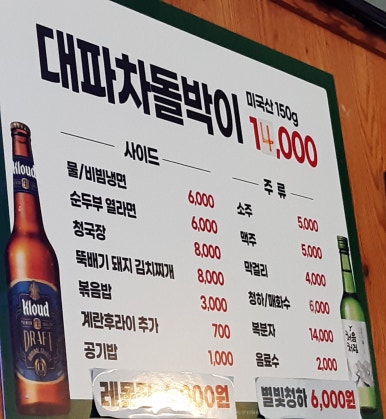 대파차돌박이 미국산 150g
14,000
사이드
물/비빔냉면 6,000
순두부 열라면 6,000
청국장 8,000
뚝배기 돼지 김치찌개 8,000
볶음밥 3,000
계란후라이 추가 700
공기밥 1,000
주류
소주 5,000
맥주 5,000
막걸리 4,000
청하/매화수 6,000
복분자 14,000
음료수 2,000
별빛청하 6,000원
Kloud
Kloud
DRAFT
처음처럼